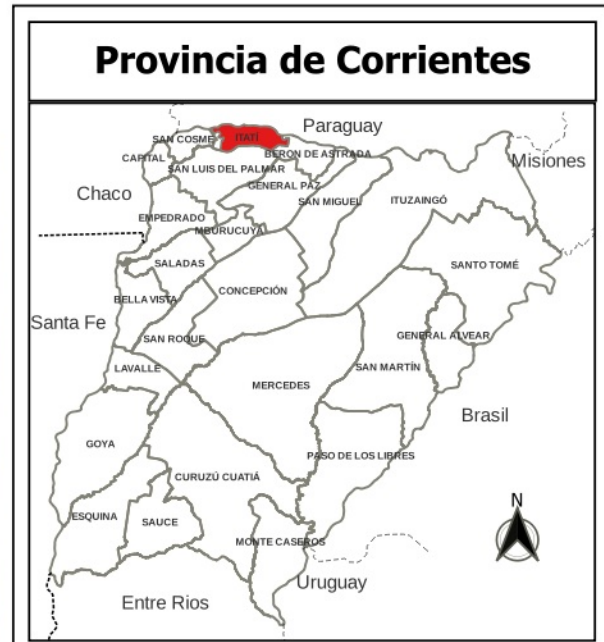 Provincia de Corrientes
Paraguay
ITATÍ
SAN COSME
BERON DE ASTRADA
CAPITAL
Misiones
SAN LUIS DEL PALMAR
GENERAL PAZ
Chaco
SAN MIGUEL
ITUZAINGÓ
EMPEDRADO
MBURUCUYÁ
SALADAS
SANTO TOMÉ
CONCEPCIÓN
BELLA VISTA
Santa Fe
SAN ROQUE
GENERAL ALVEAR
LAVALLE
SAN MARTÍN
MERCEDES
Brasil
GOYA
PASO DE LOS LIBRES
CURUZÚ CUATIÁ
N
ESQUINA
SAUCE
MONTE CASEROS
Uruguay
Entre Rios